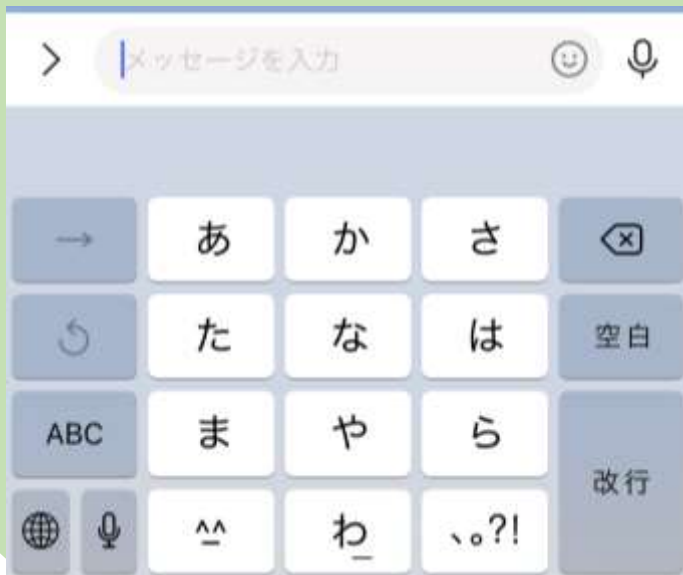 メッセージを入力
→ あ か さ
た な は 空白
ABC ま や ら
改行
^^ わ_ 、。?!